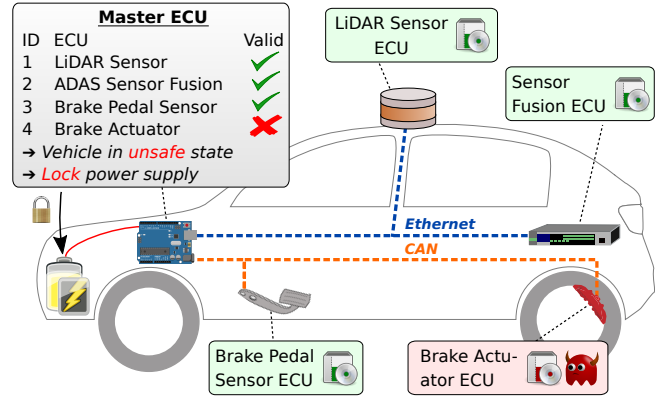 Master ECU
ID ECU Valid
1 LiDAR Sensor
2 ADAS Sensor Fusion
3 Brake Pedal Sensor
4 Brake Actuator
➔ Vehicle in unsafe state
➔ Lock power supply
LiDAR Sensor
ECU
Sensor
Fusion ECU
Ethernet
CAN
Brake Pedal
Sensor ECU
Brake Actu-
ator ECU